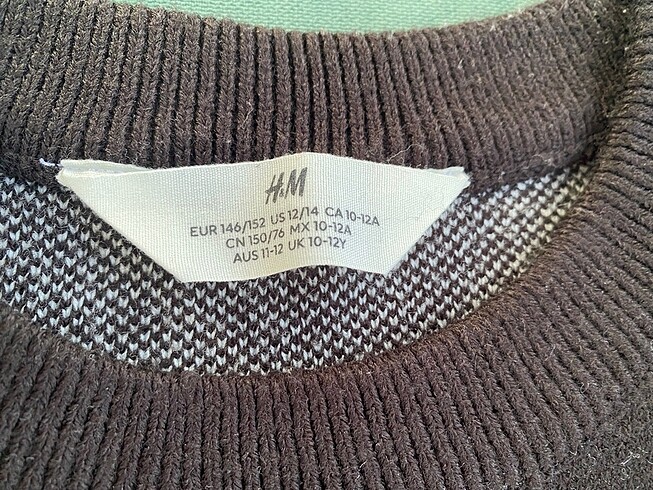 H&M
EUR 146/152 US 12/14 CA 10-12A
CN 150/76 MX 10-12A
AUS 11-12 UK 10-12Y